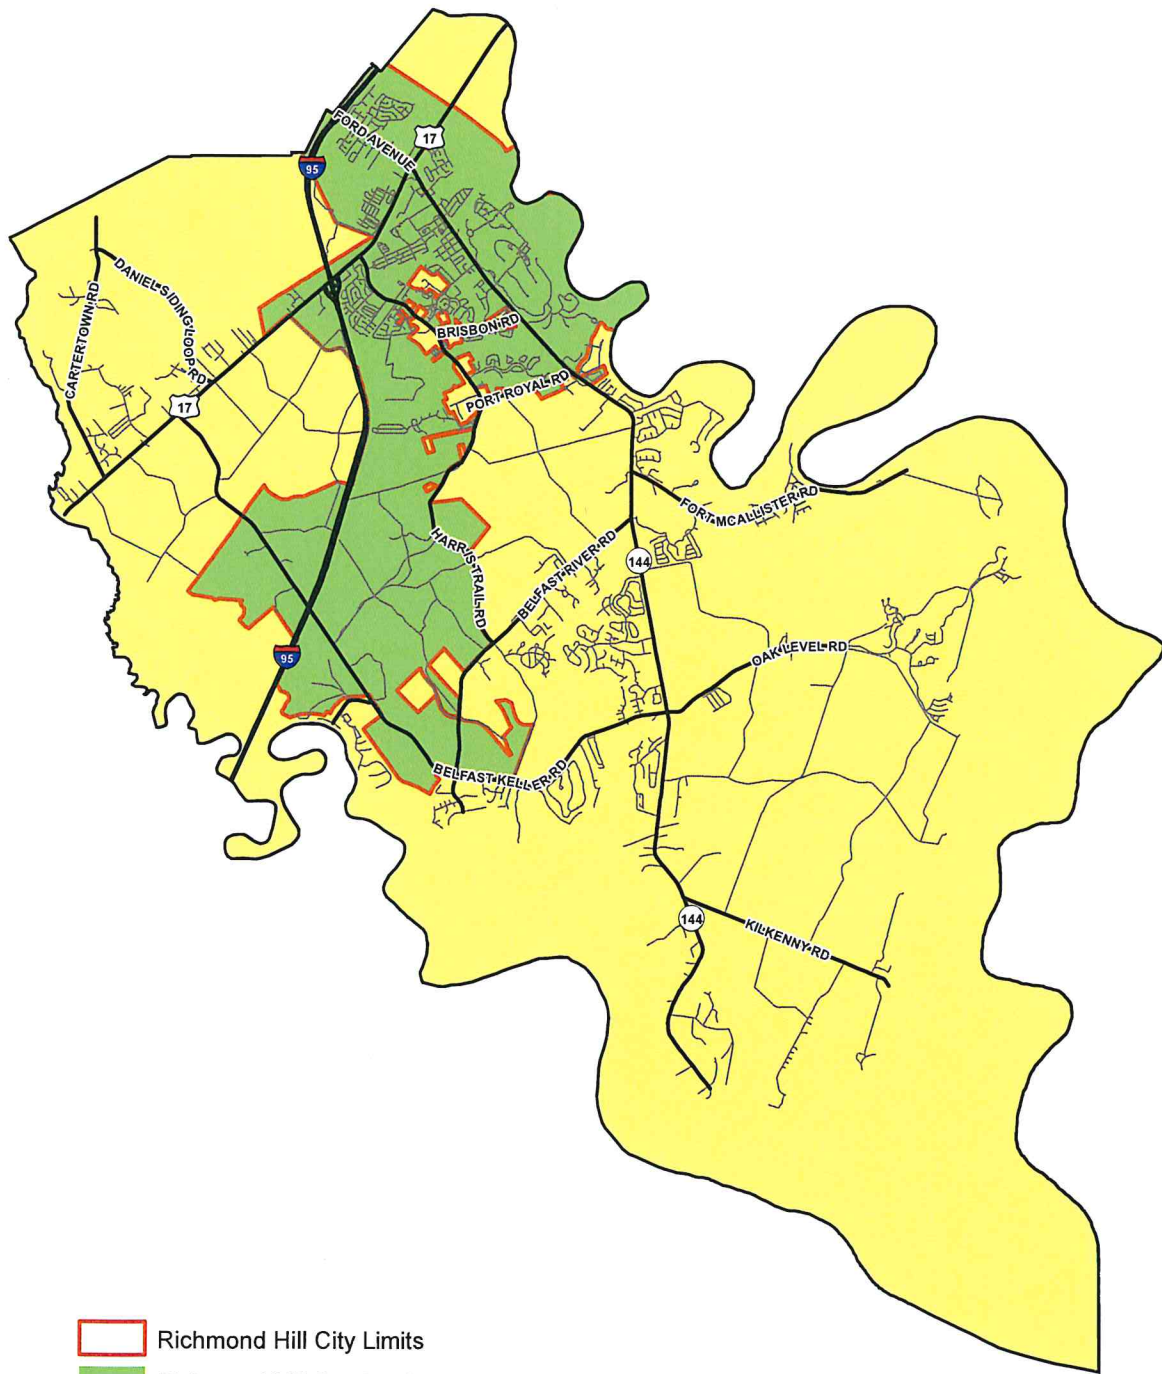 FORD AVENUE
17
95
DANIEL SIDING LOOP RD
CARTERTOWN RD
BRISBON RD
17
PORT ROYAL RD
FORT MCALLISTER RD
HARRIS TRAIL RD
BELFAST RIVER RD
144
OAK LEVEL RD
95
BELFAST KELLER RD
144
KILKENNY RD
Richmond Hill City Limits